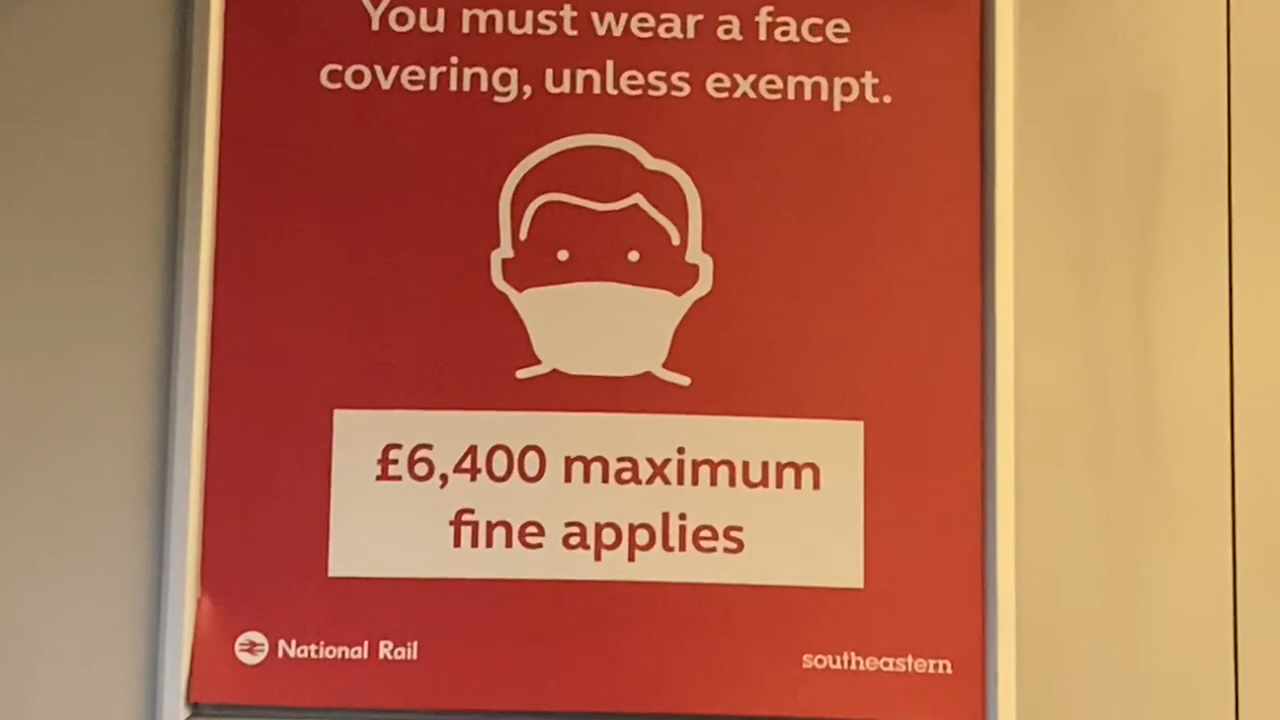 You must wear a face
covering, unless exempt.
£6,400 maximum
fine applies
National Rail
southeastern